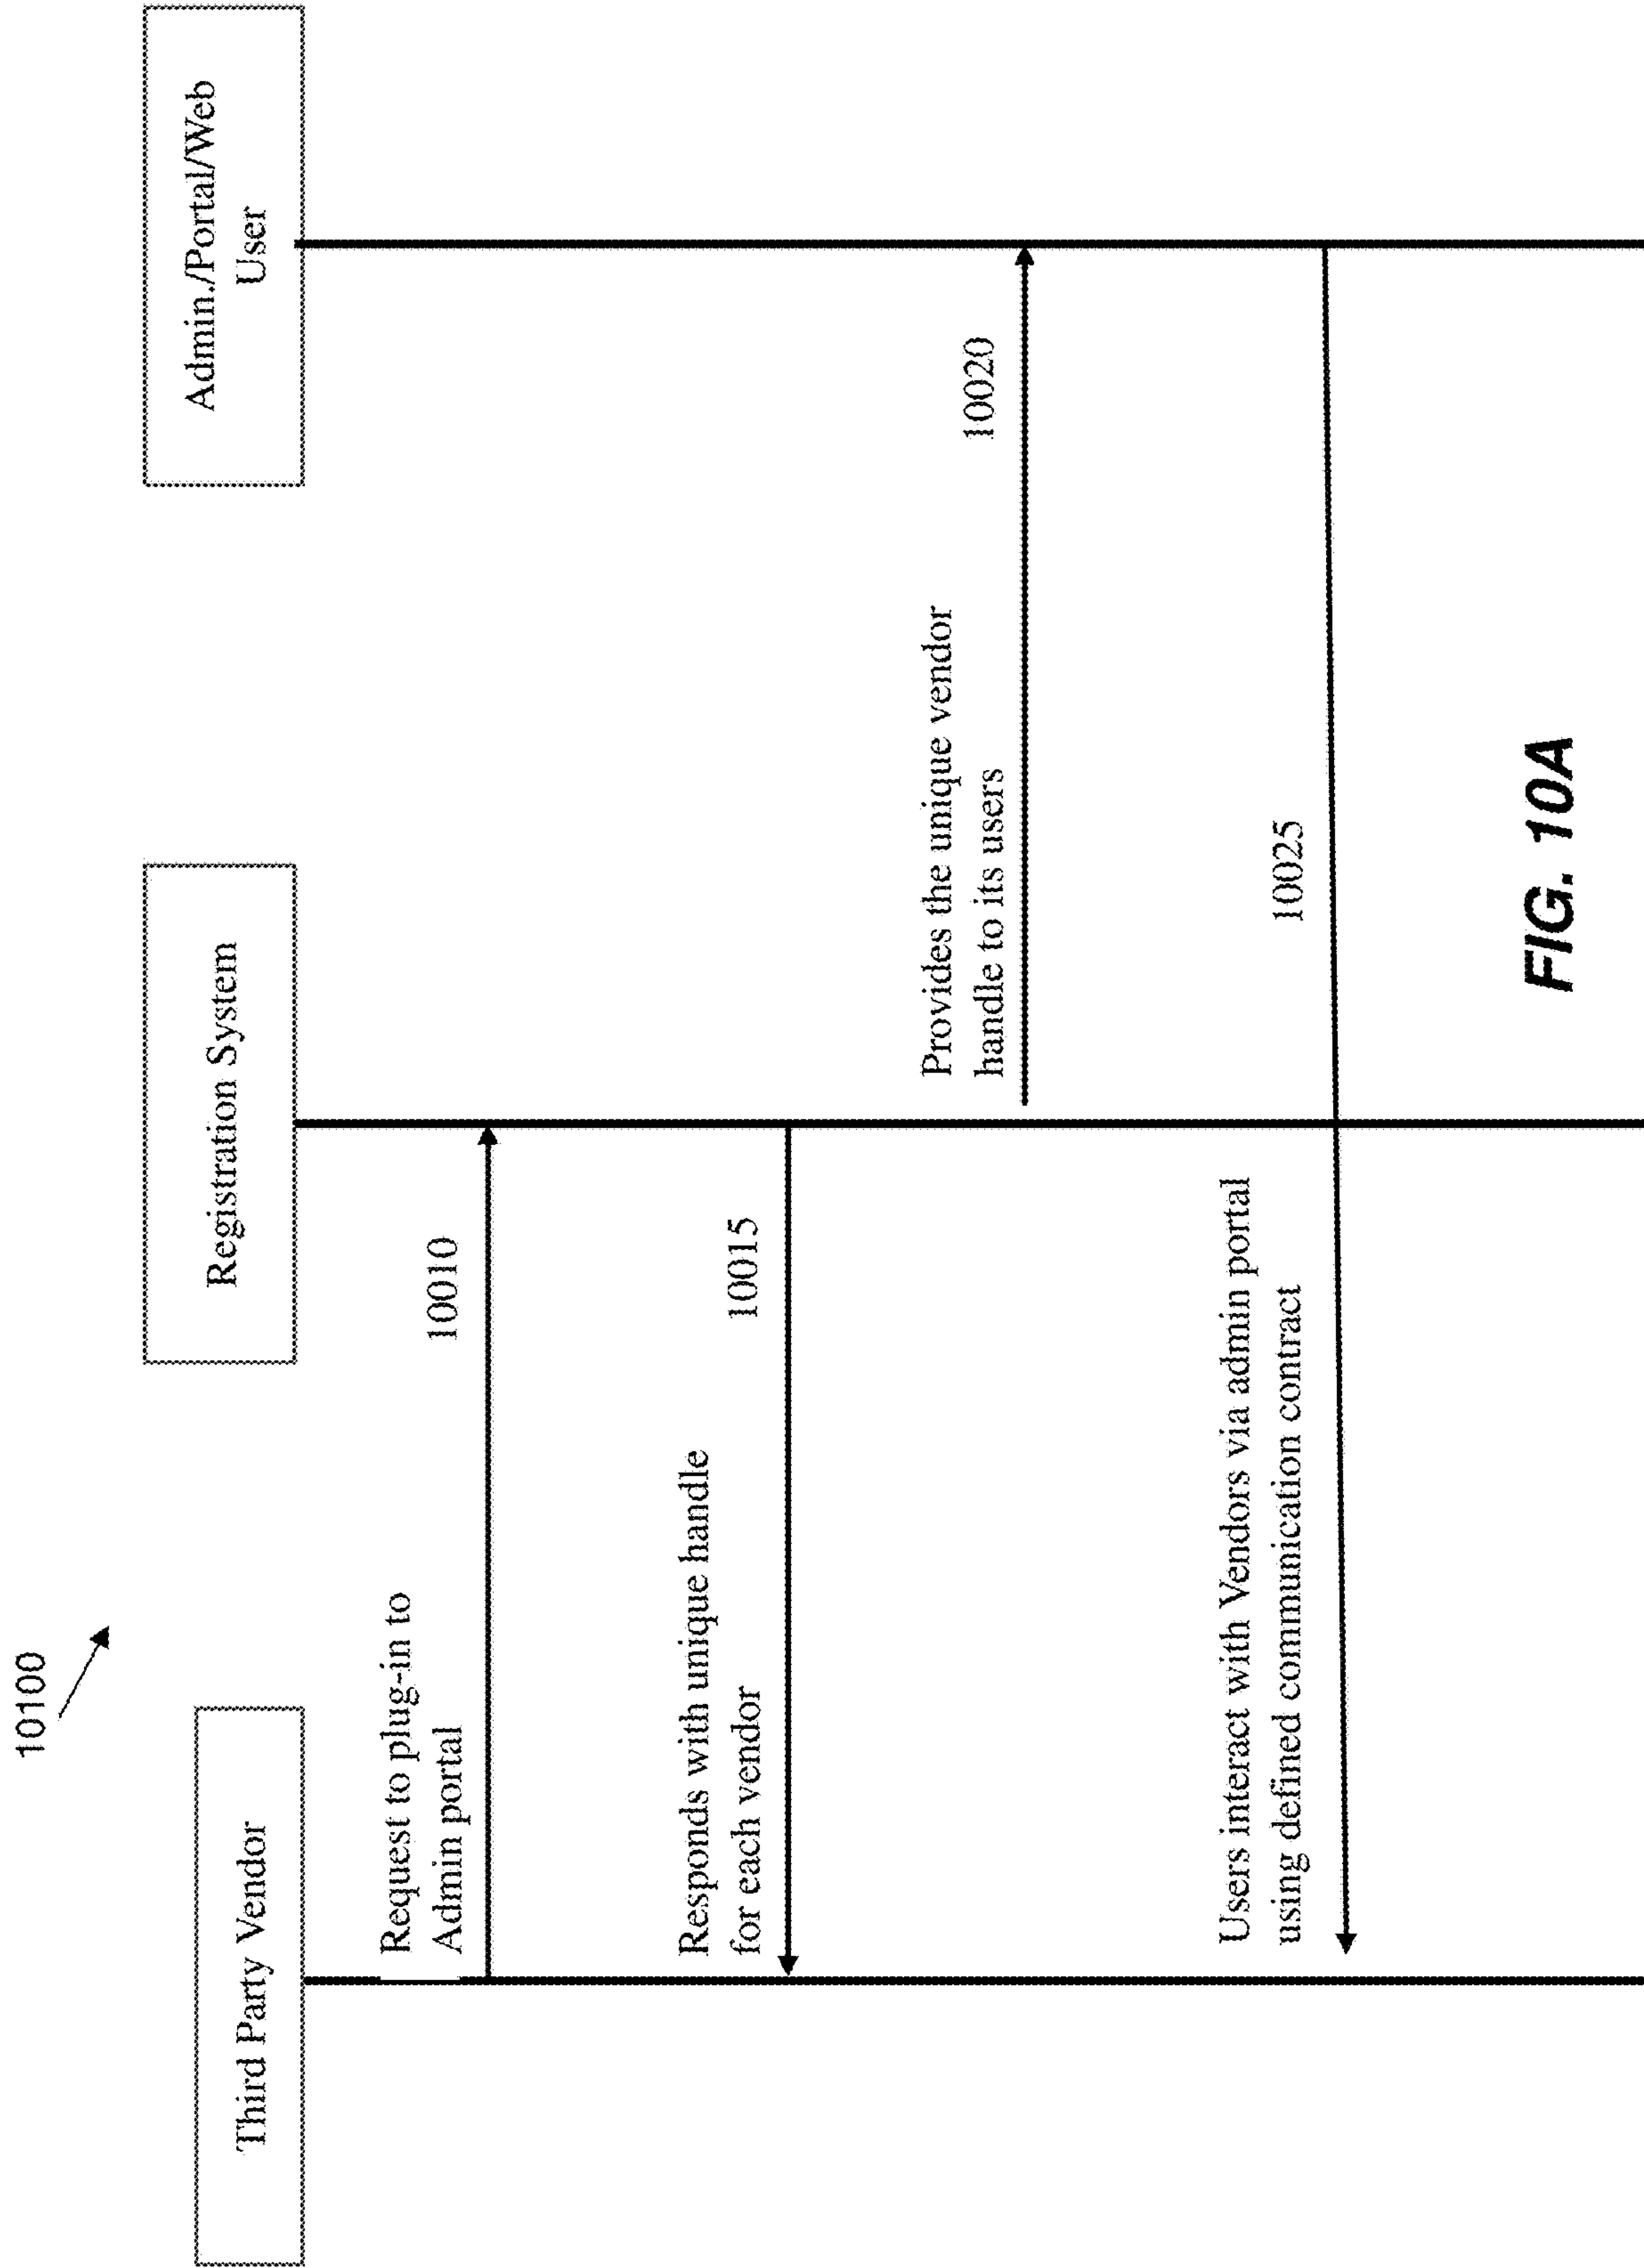 10100
Third Party Vendor
Registration System
Admin./Portal/Web
User
Request to plug-in to
Admin portal
10010
Responds with unique handle
for each vendor
10015
Provides the unique vendor
handle to its users
10020
Users interact with Vendors via admin portal
using defined communication contract
10025
FIG. 10A